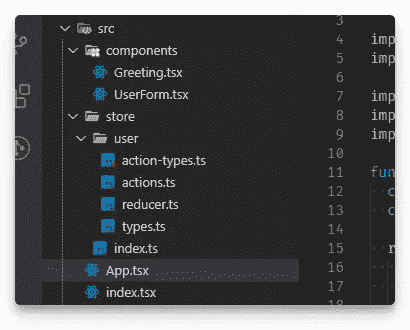 src
components
Greeting.tsx
UserForm.tsx
store
user
action-types.ts
actions.ts
reducer.ts
types.ts
index.ts
App.tsx
index.tsx
3
4 imp
5 imp
6
7 imp
8 imp
9 imp
10
11 fun
12 c
13 c
14
15 r
16
17
18